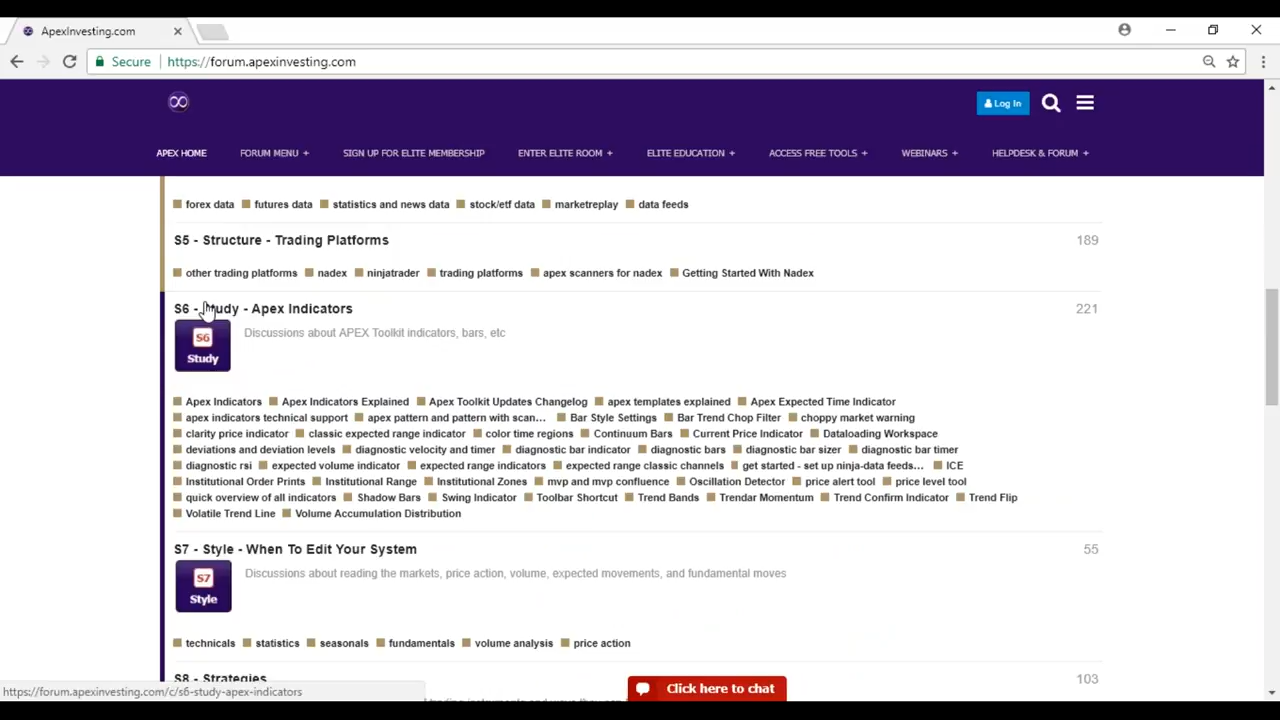 ApexInvesting.com
Secure https://forum.apexinvesting.com
Log In
APEX HOME FORUM MENU + SIGN UP FOR ELITE MEMBERSHIP ENTER ELITE ROOM + ELITE EDUCATION + ACCESS FREE TOOLS + WEBINARS + HELPDESK & FORUM +
forex data futures data statistics and news data stock/etf data marketreplay data feeds
S5 - Structure - Trading Platforms 189
other trading platforms nadex ninjatrader trading platforms apex scanners for nadex Getting Started With Nadex
S6 - Study - Apex Indicators 221
Discussions about APEX Toolkit indicators, bars, etc
S6
Study
Apex Indicators Apex Indicators Explained Apex Toolkit Updates Changelog apex templates explained Apex Expected Time Indicator
apex indicators technical support apex pattern and pattern with scan... Bar Style Settings Bar Trend Chop Filter choppy market warning
clarity price indicator classic expected range indicator color time regions Continuum Bars Current Price Indicator Dataloading Workspace
deviations and deviation levels diagnostic velocity and timer diagnostic bar indicator diagnostic bars diagnostic bar sizer diagnostic bar timer
diagnostic rsi expected volume indicator expected range indicators expected range classic channels get started - set up ninja-data feeds... ICE
Institutional Order Prints Institutional Range Institutional Zones mvp and mvp confluence Oscillation Detector price alert tool price level tool
quick overview of all indicators Shadow Bars Swing Indicator Toolbar Shortcut Trend Bands Trendar Momentum Trend Confirm Indicator Trend Flip
Volatile Trend Line Volume Accumulation Distribution
S7 - Style - When To Edit Your System 55
Discussions about reading the markets, price action, volume, expected movements, and fundamental moves
S7
Style
technicals statistics seasonals fundamentals volume analysis price action
S8 - Strategies 103
https://forum.apexinvesting.com/c/s6-study-apex-indicators
Click here to chat